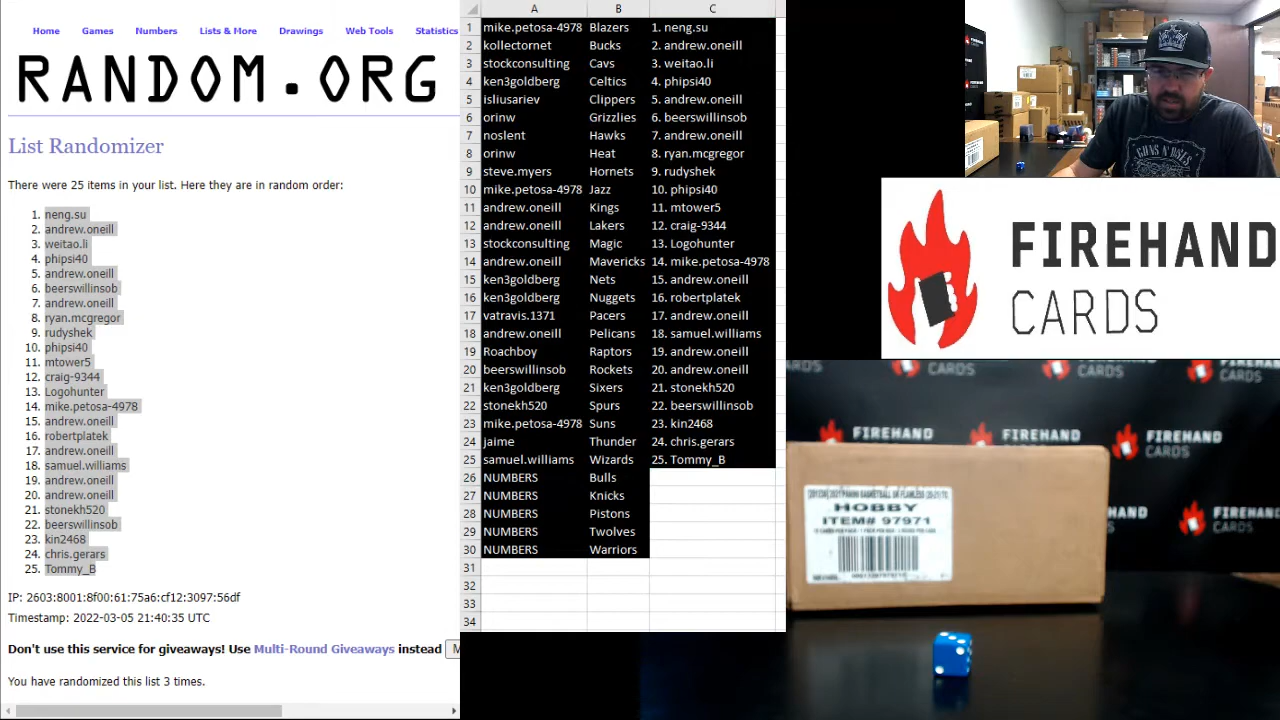 Home Games Numbers Lists & More Drawings Web Tools Statistics
RANDOM.ORG
List Randomizer
There were 25 items in your list. Here they are in random order:
1. neng.su
2. andrew.oneill
3. weitao.li
4. phipsi40
5. andrew.oneill
6. beerswillinsob
7. andrew.oneill
8. ryan.mcgregor
9. rudyshek
10. phipsi40
11. mtower5
12. craig-9344
13. Logohunter
14. mike.petosa-4978
15. andrew.oneill
16. robertplatek
17. andrew.oneill
18. samuel.williams
19. andrew.oneill
20. andrew.oneill
21. stonekh520
22. beerswillinsob
23. kin2468
24. chris.gerars
25. Tommy_B
IP: 2603:8001:8f00:61:75a6:cf12:3097:56df
Timestamp: 2022-03-05 21:40:35 UTC
Don't use this service for giveaways! Use Multi-Round Giveaways instead
You have randomized this list 3 times.
A B C
1 mike.petosa-4978 Blazers 1. neng.su
2 kollectornet Bucks 2. andrew.oneill
3 stockconsulting Cavs 3. weitao.li
4 ken3goldberg Celtics 4. phipsi40
5 isliusariev Clippers 5. andrew.oneill
6 orinw Grizzlies 6. beerswillinsob
7 noslent Hawks 7. andrew.oneill
8 orinw Heat 8. ryan.mcgregor
9 steve.myers Hornets 9. rudyshek
10 mike.petosa-4978 Jazz 10. phipsi40
11 andrew.oneill Kings 11. mtower5
12 andrew.oneill Lakers 12. craig-9344
13 stockconsulting Magic 13. Logohunter
14 andrew.oneill Mavericks 14. mike.petosa-4978
15 ken3goldberg Nets 15. andrew.oneill
16 ken3goldberg Nuggets 16. robertplatek
17 vatravis.1371 Pacers 17. andrew.oneill
18 andrew.oneill Pelicans 18. samuel.williams
19 Roachboy Raptors 19. andrew.oneill
20 beerswillinsob Rockets 20. andrew.oneill
21 ken3goldberg Sixers 21. stonekh520
22 stonekh520 Spurs 22. beerswillinsob
23 mike.petosa-4978 Suns 23. kin2468
24 jaime Thunder 24. chris.gerars
25 samuel.williams Wizards 25. Tommy_B
26 NUMBERS Bulls
27 NUMBERS Knicks
28 NUMBERS Pistons
29 NUMBERS Twolves
30 NUMBERS Warriors
31
32
33
34
GUNS N' ROSES
FIREHAND
CARDS
CARDS
CARDS
CARDS
FIREHAND
CARDS
FIREHAND
CARDS
FIREHAND
CARDS
HOBBY
ITEM# 97971
FIREHAND
CARDS